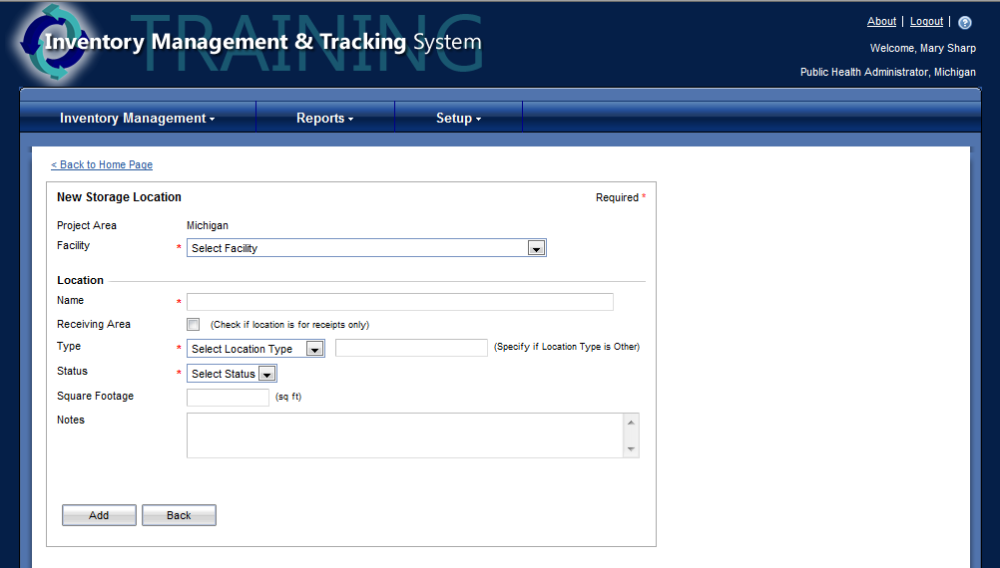 TRAINING
Inventory Management & Tracking System
About | Logout |
Welcome, Mary Sharp
Public Health Administrator, Michigan
Inventory Management Reports Setup
< Back to Home Page
New Storage Location Required *
Project Area Michigan
Facility * Select Facility
Location
Name *
Receiving Area (Check if location is for receipts only)
Type * Select Location Type (Specify if Location Type is Other)
Status * Select Status
Square Footage (sq ft)
Notes
Add Back